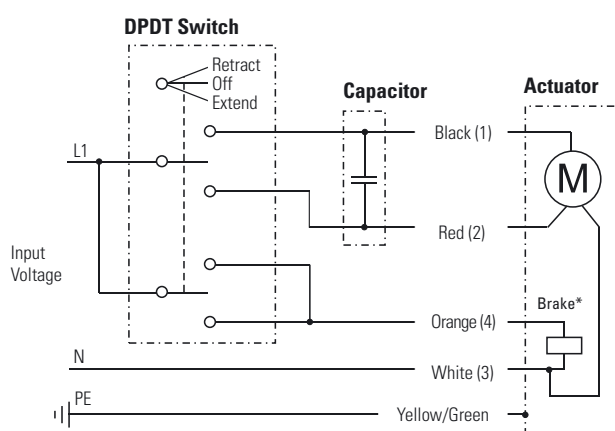 DPDT Switch
Retract
Off
Extend
Capacitor
Actuator
L1
Black (1)
M
Red (2)
Input
Voltage
Brake*
Orange (4)
N
White (3)
PE
Yellow/Green